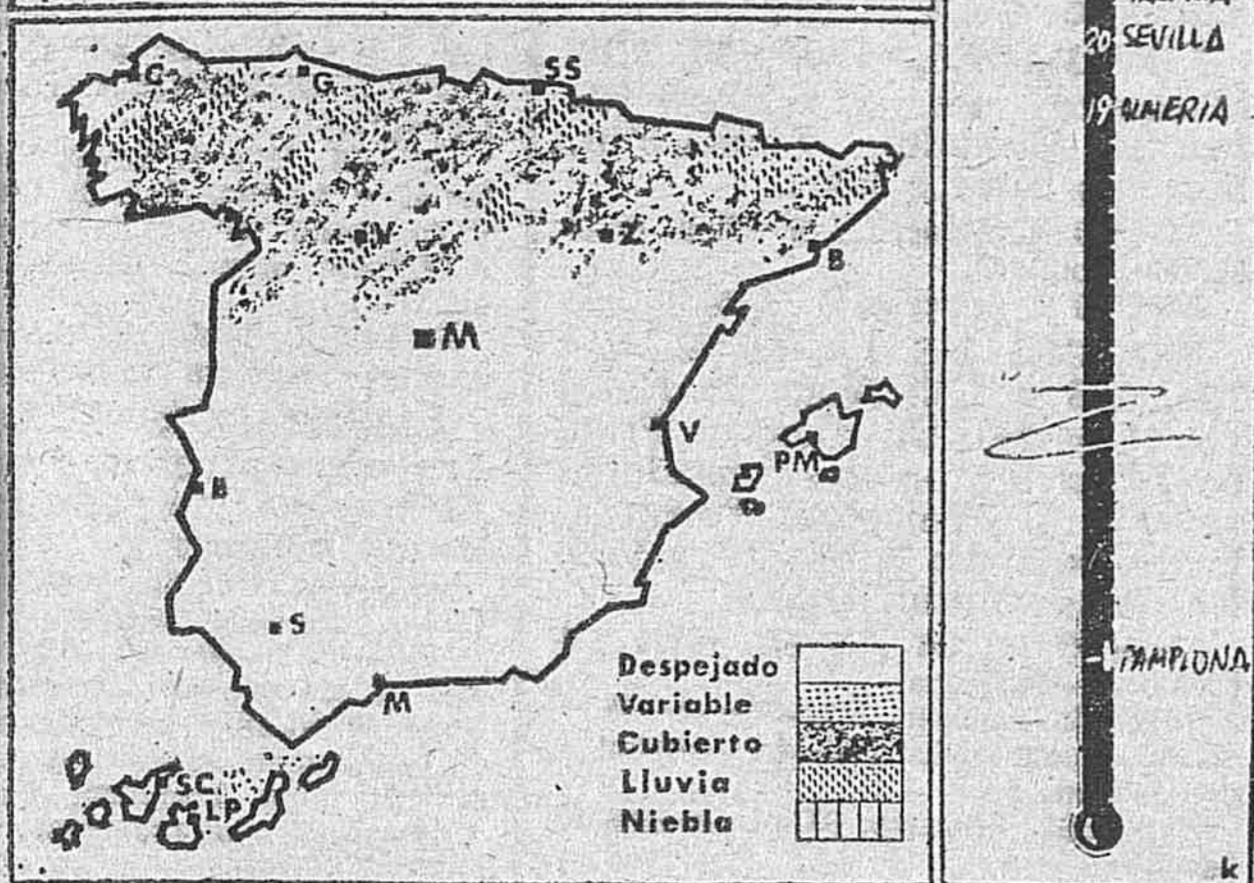 20 SEVILLA
19 ALMERIA
C
G
SS
V
Z
B
M
V
PM
B
S
M
SC
LP
Despejado
Variable
Cubierto
Lluvia
Niebla
PAMPLONA
k